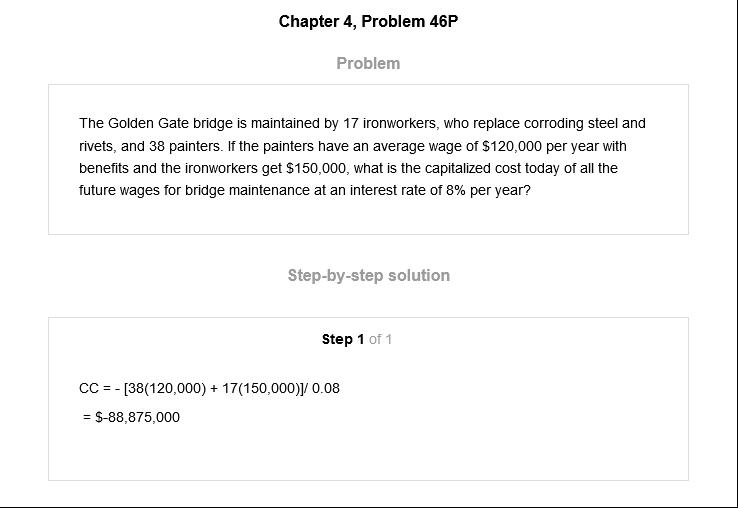 Chapter 4, Problem 46P
Problem
The Golden Gate bridge is maintained by 17 ironworkers, who replace corroding steel and
rivets, and 38 painters. If the painters have an average wage of $120,000 per year with
benefits and the ironworkers get $150,000, what is the capitalized cost today of all the
future wages for bridge maintenance at an interest rate of 8% per year?
Step-by-step solution
Step 1 of 1
CC = - [38(120,000) + 17(150,000)]/ 0.08
= $-88,875,000